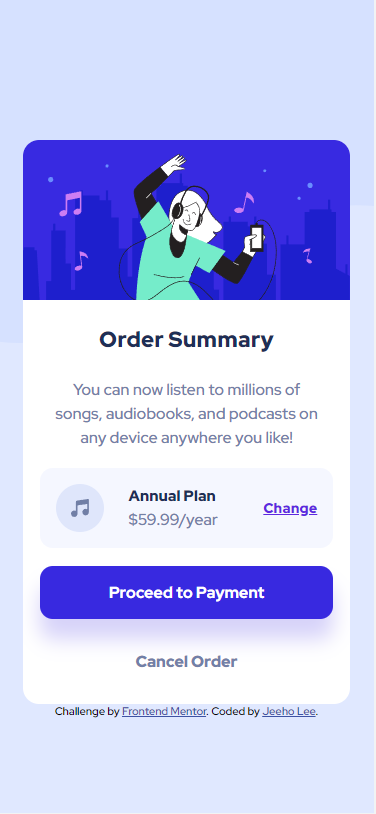 Order Summary
You can now listen to millions of
songs, audiobooks, and podcasts on
any device anywhere you like!
Annual Plan
$59.99/year
Change
Proceed to Payment
Cancel Order
Challenge by Frontend Mentor. Coded by Jeeho Lee.